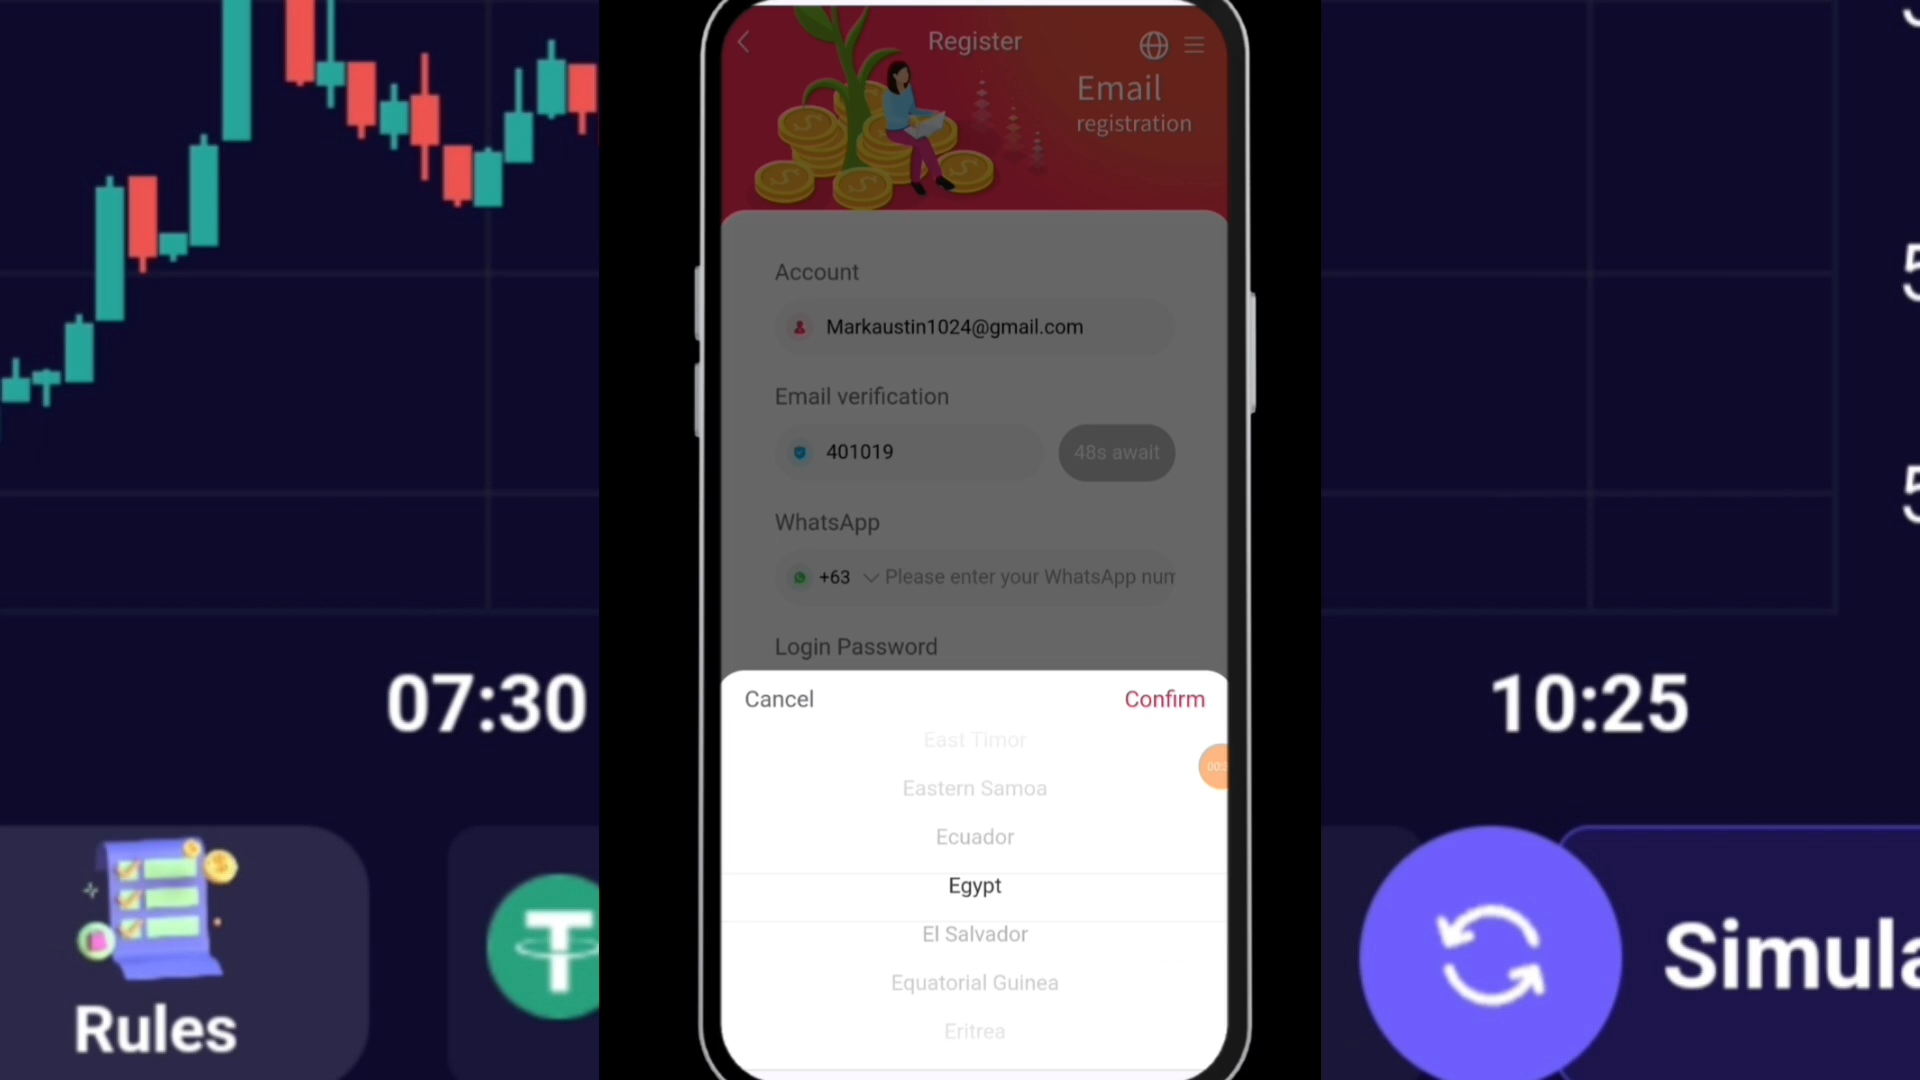 Register
Email
registration
Account
Markaustin1024@gmail.com
Email verification
401019
48s await
WhatsApp
+63
Please enter your WhatsApp num
Login Password
Cancel
Confirm
East Timor
Eastern Samoa
Ecuador
Egypt
El Salvador
Equatorial Guinea
Eritrea
07:30
10:25
Rules
Simula